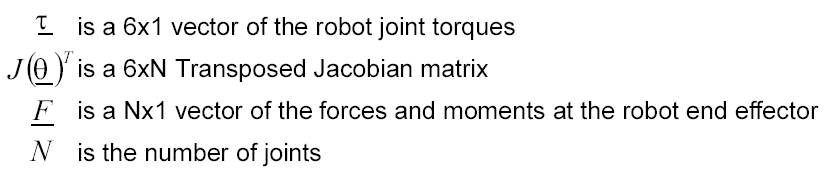 τ is a 6x1 vector of the robot joint torques
J(θ)^T is a 6xN Transposed Jacobian matrix
F is a Nx1 vector of the forces and moments at the robot end effector
N is the number of joints